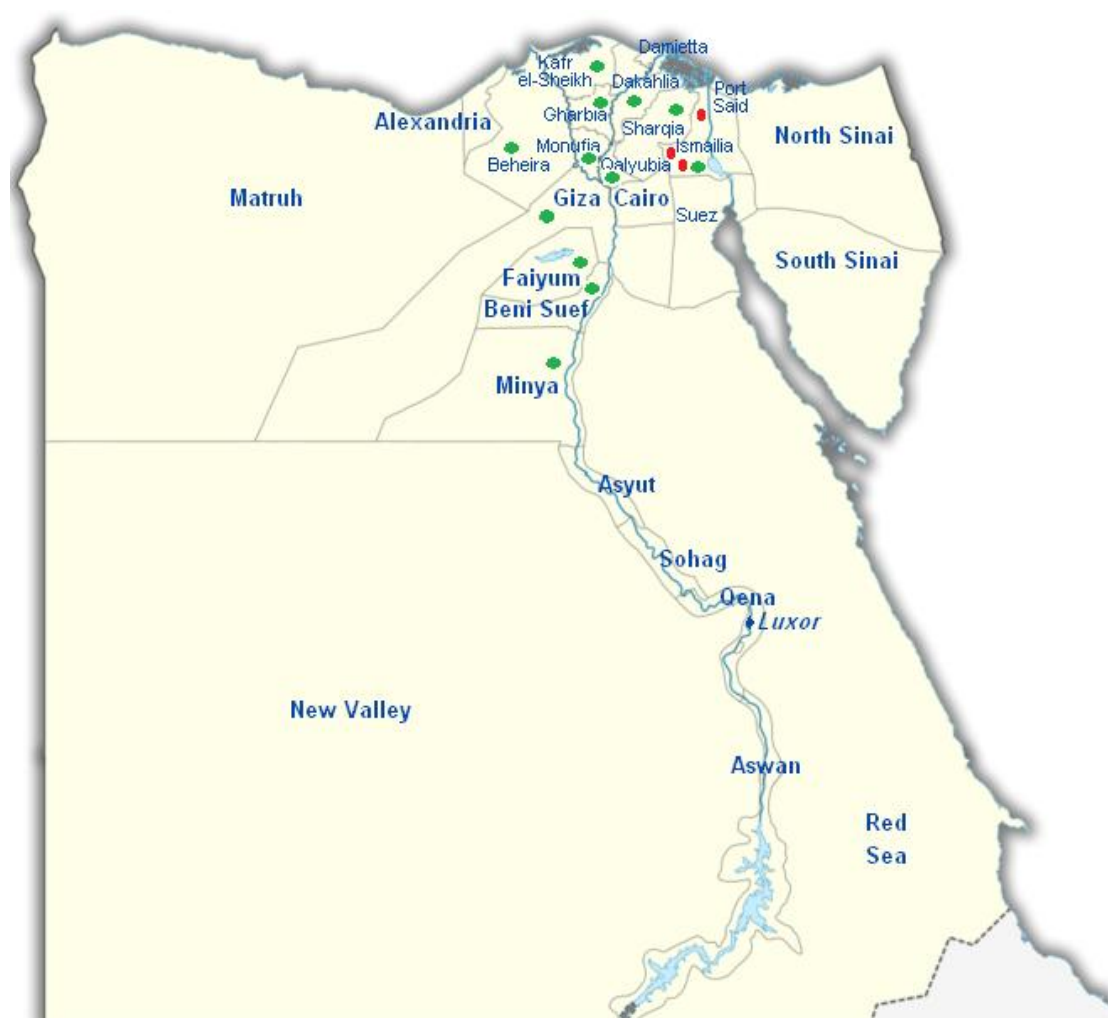 Damietta
Kafr
el-Sheikh
Dakahlia
Port
Said
Gharbia
Alexandria
Sharqia
North Sinai
Monufia
Ismailia
Beheira
Qalyubia
Matruh
Giza
Cairo
Suez
South Sinai
Faiyum
Beni Suef
Minya
Asyut
Sohag
Qena
Luxor
New Valley
Aswan
Red
Sea